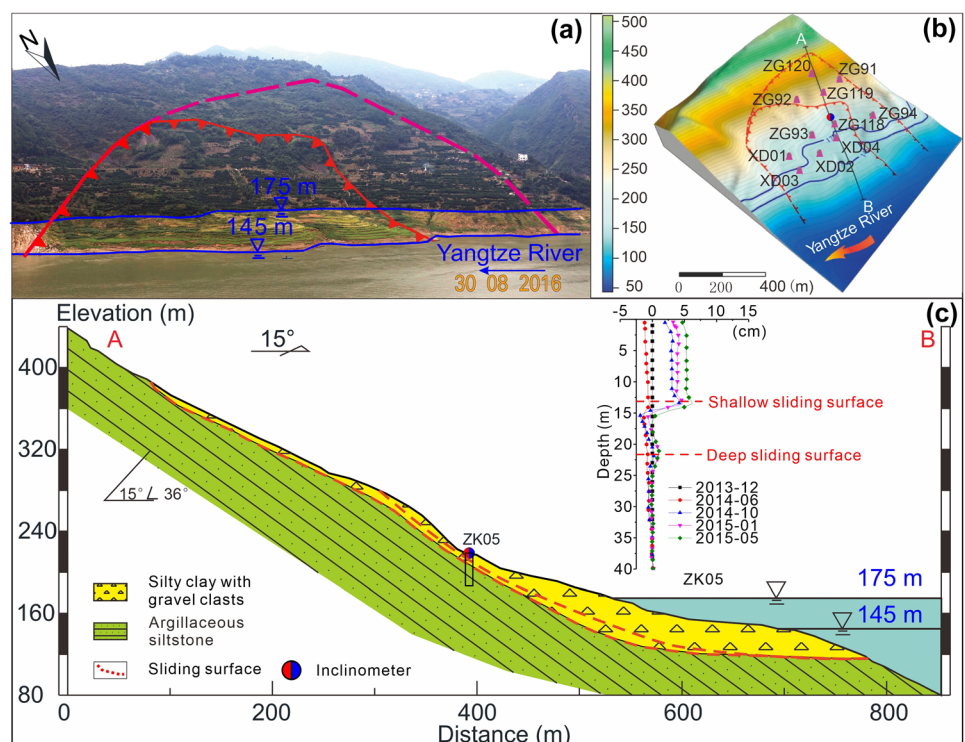 (a)
N
175 m
145 m
Yangtze River
30 08 2016
(b)
500
450
400
350
300
250
200
150
100
50
A
ZG120
ZG91
ZG92
ZG119
ZG94
ZG118
ZG93
XD04
XD01
XD02
XD03
B
Yangtze River
0 200 400 (m)
(c)
Elevation (m)
A
B
15°
400
320
240
160
80
15°∠ 36°
ZK05
-5 0 5 10 15
(cm)
5
10
15
20
25
30
35
40
Depth (m)
Shallow sliding surface
Deep sliding surface
2013-12
2014-06
2014-10
2015-01
2015-05
ZK05
175 m
145 m
Silty clay with
gravel clasts
Argillaceous
siltstone
Sliding surface
Inclinometer
0 200 400 600 800
Distance (m)